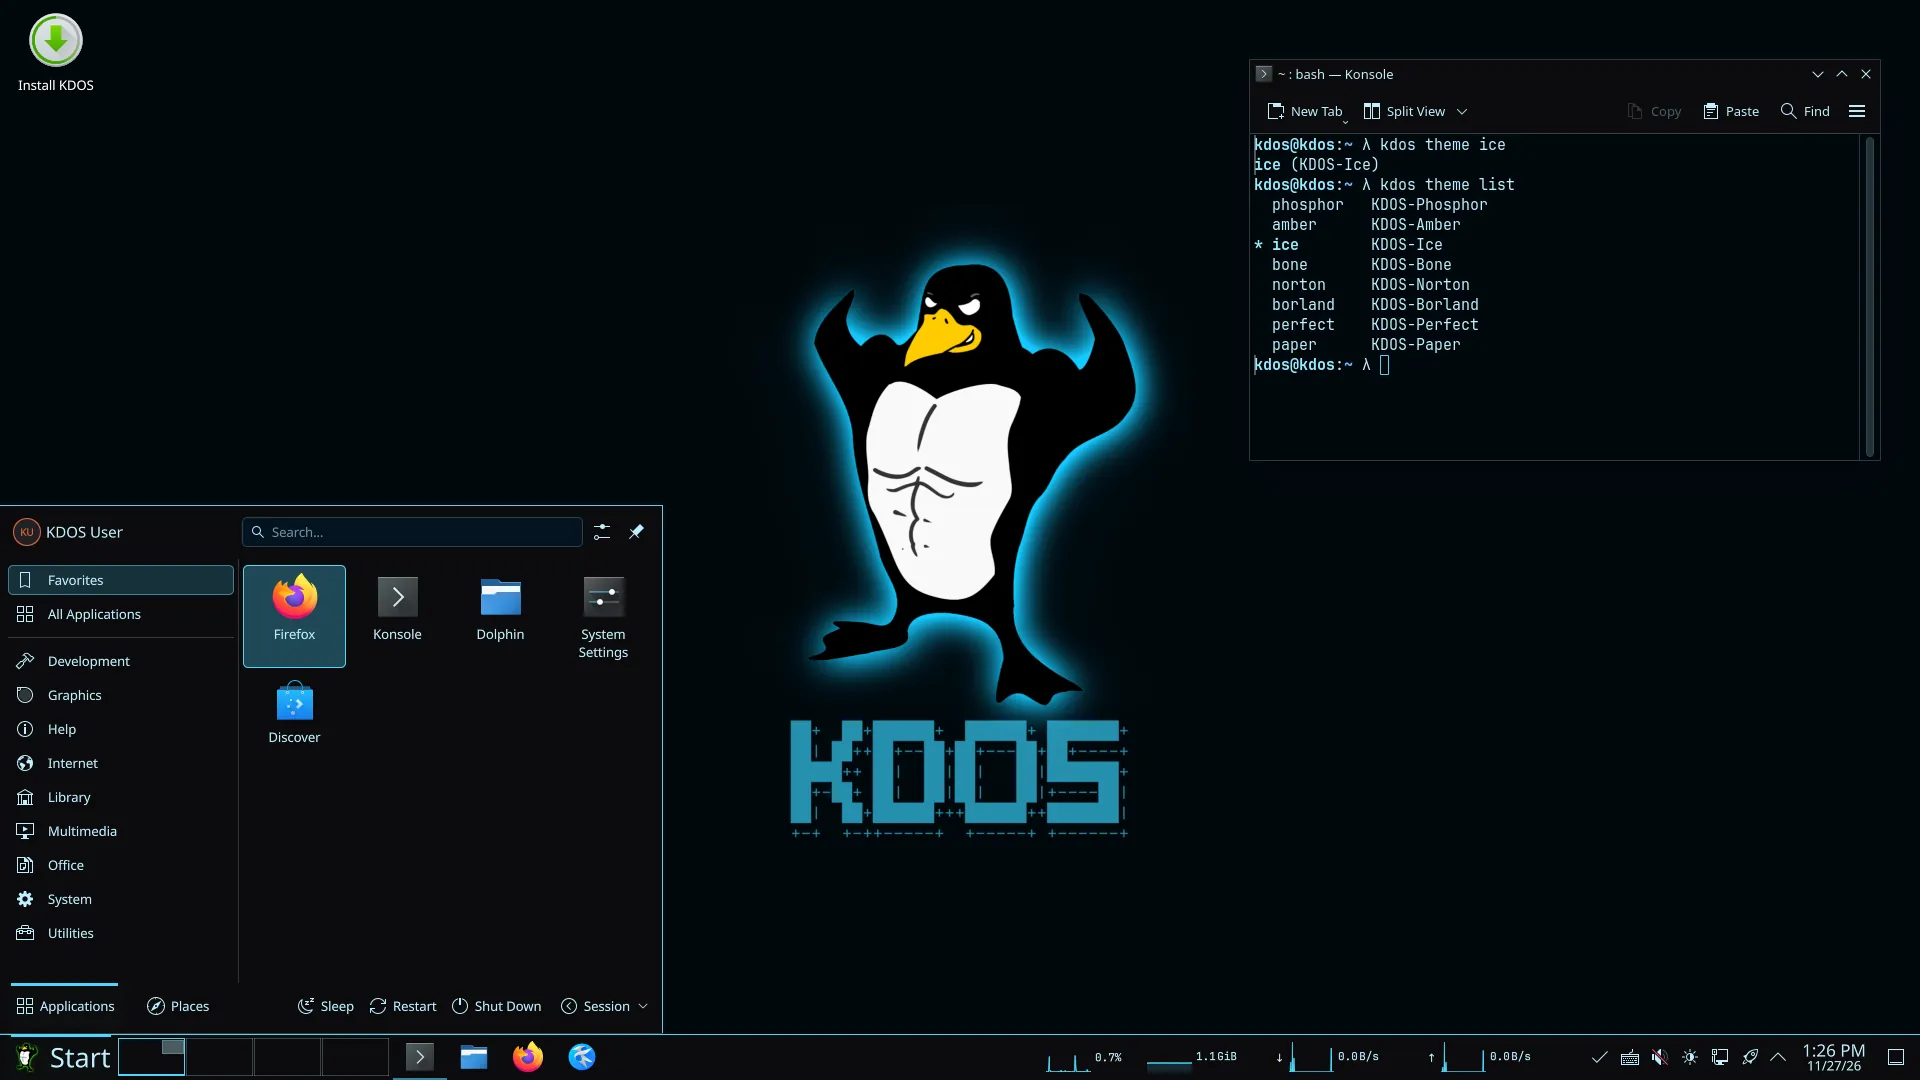 Install KDOS
~ : bash — Konsole
New Tab
Split View
Copy
Paste
Find
kdos@kdos:~ λ kdos theme ice
ice (KDOS-Ice)
kdos@kdos:~ λ kdos theme list
phosphor KDOS-Phosphor
amber KDOS-Amber
* ice KDOS-Ice
bone KDOS-Bone
norton KDOS-Norton
borland KDOS-Borland
perfect KDOS-Perfect
paper KDOS-Paper
kdos@kdos:~ λ
KDOS
KU
KDOS User
Search...
Favorites
All Applications
Development
Graphics
Help
Internet
Library
Multimedia
Office
System
Utilities
Firefox
Konsole
Dolphin
System
Settings
Discover
Applications
Places
Sleep
Restart
Shut Down
Session
Start
0.7%
1.1GiB
↓ 0.0B/s
↑ 0.0B/s
1:26 PM
11/27/26